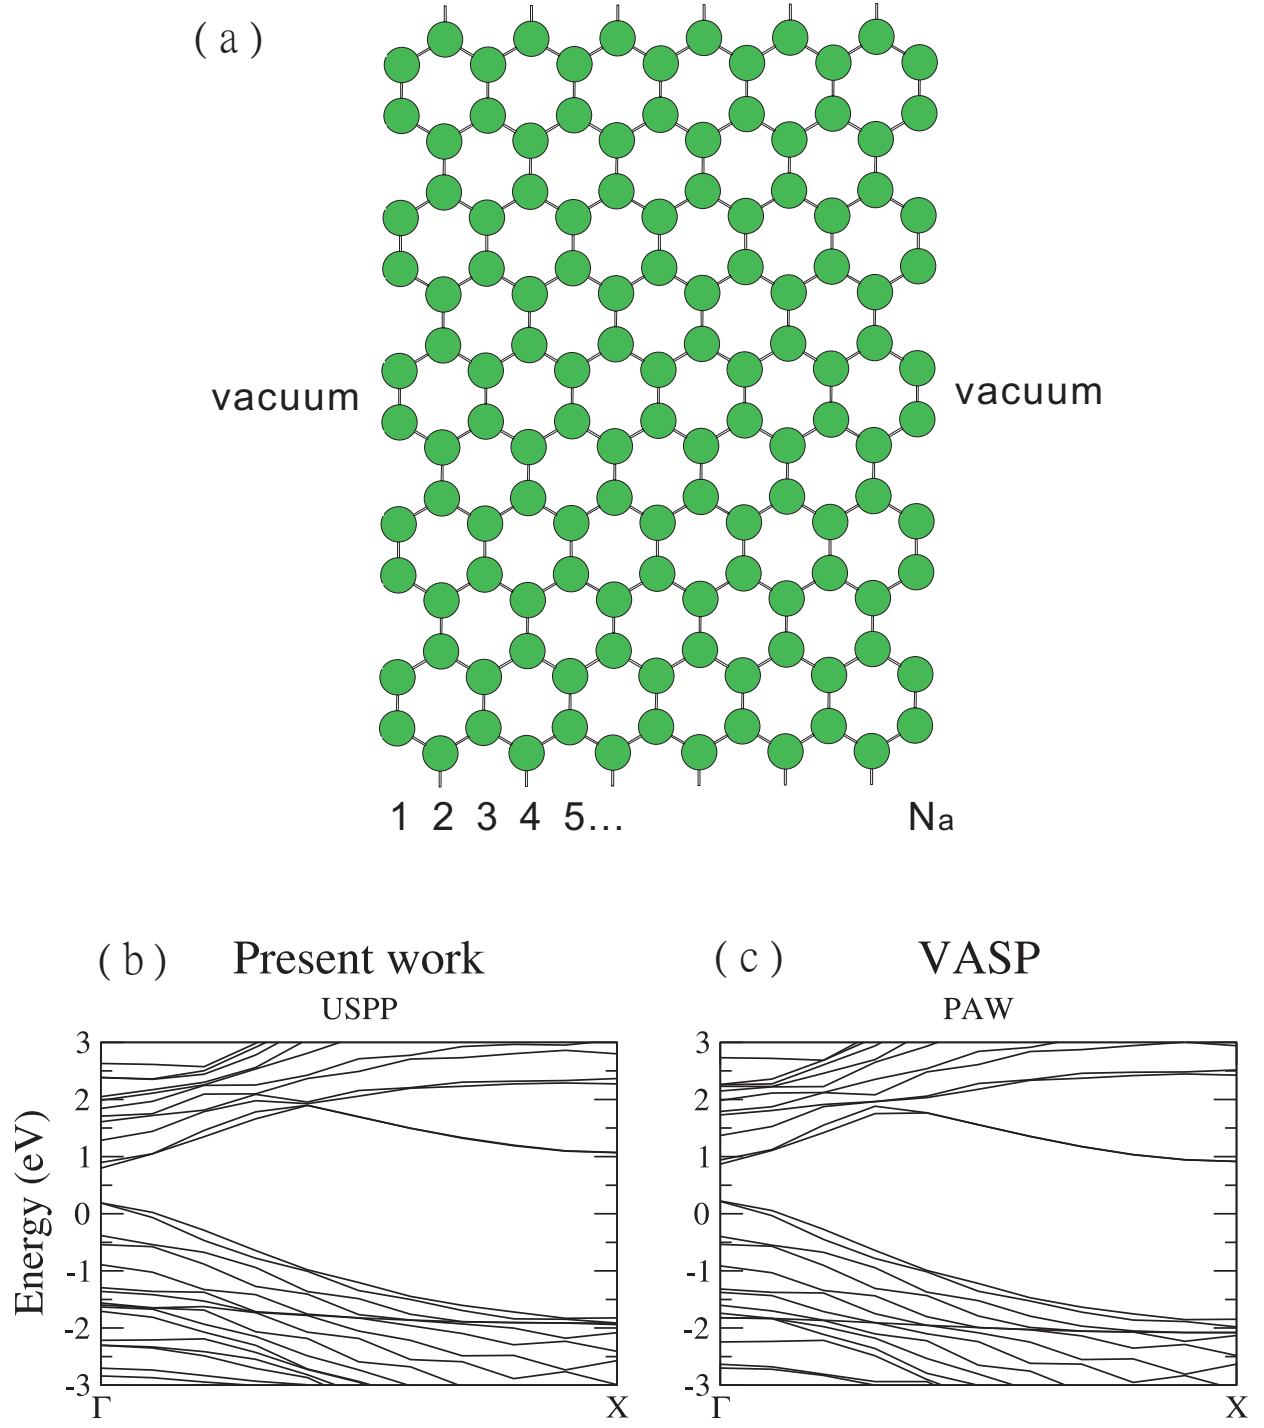 (a)
vacuum
vacuum
1 2 3 4 5... Na
(b) Present work
USPP
(c) VASP
PAW
Energy (eV)
3
2
1
0
-1
-2
-3
Γ X
3
2
1
0
-1
-2
-3
Γ X